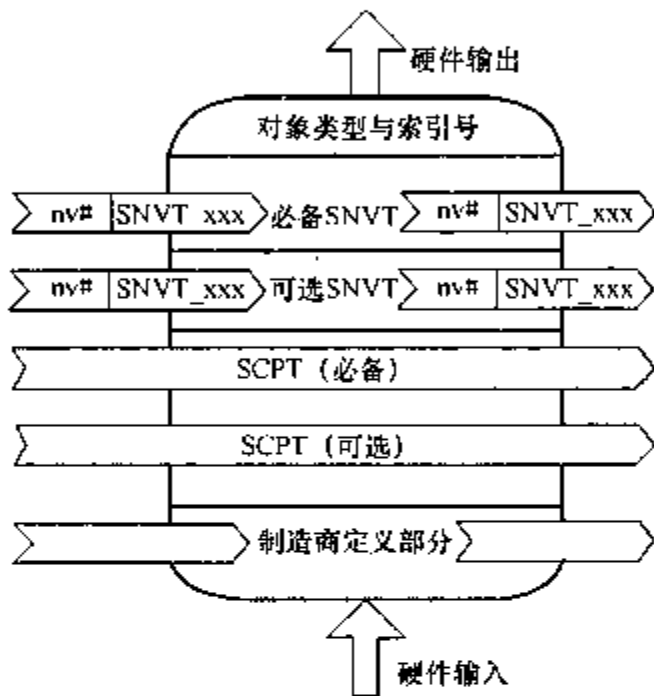 硬件输出
对象类型与索引号
nv# SNVT_xxx 必备SNVT nv# SNVT_xxx
nv# SNVT_xxx 可选SNVT nv# SNVT_xxx
SCPT（必备）
SCPT（可选）
制造商定义部分
硬件输入